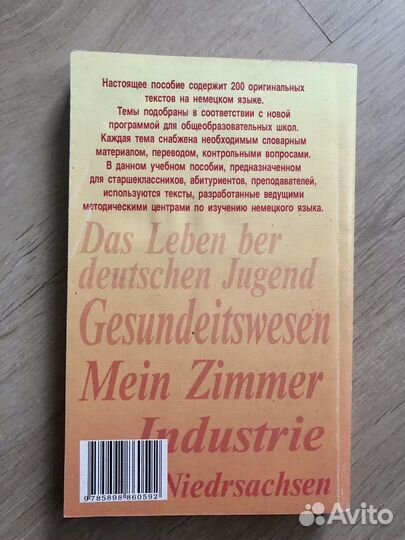 Настоящее пособие содержит 200 оригинальных
текстов на немецком языке.
Темы подобраны в соответствии с новой
программой для общеобразовательных школ.
Каждая тема снабжена необходимым словарным
материалом, переводом, контрольными вопросами.
В данном учебном пособии, предназначенном
для старшеклассников, абитуриентов, преподавателей,
используются тексты, разработанные ведущими
методическими центрами по изучению немецкого языка.
Das Leben ber
deutschen Jugend
Gesundeitswesen
Mein Zimmer
Industrie
Niedrsachsen
9785898860592
Avito